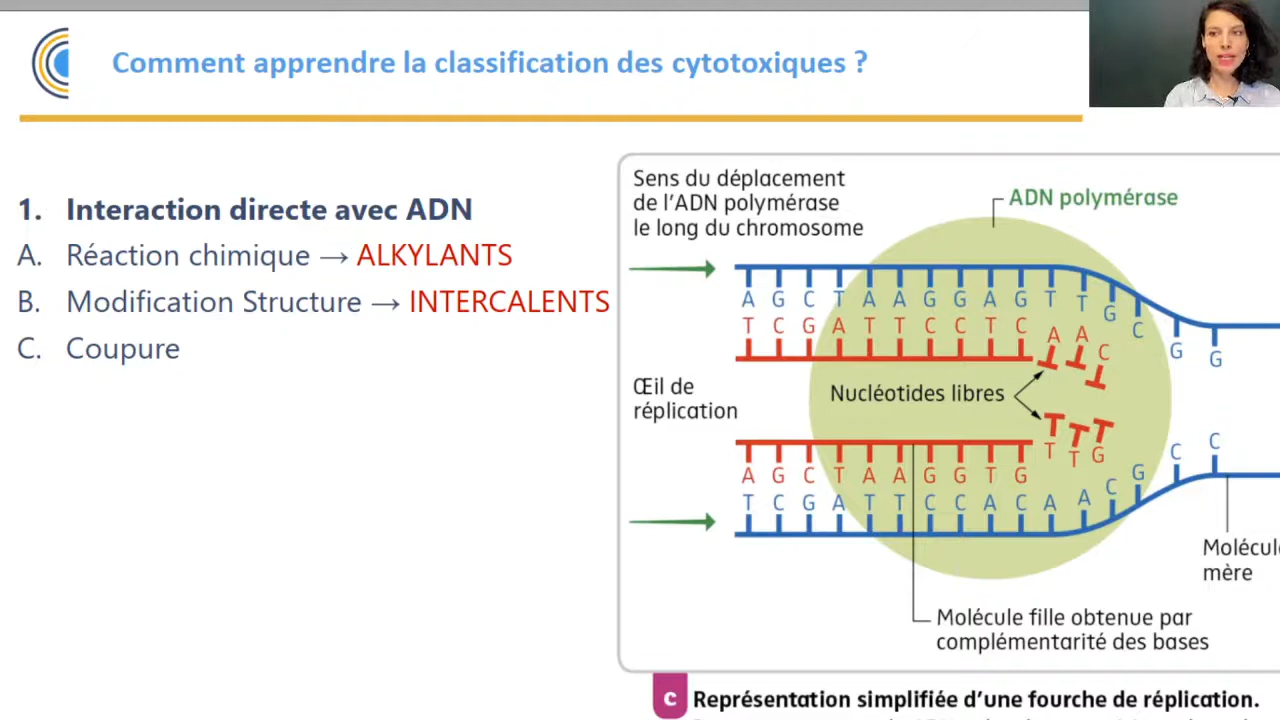 Comment apprendre la classification des cytotoxiques ?
1. Interaction directe avec ADN
A. Réaction chimique → ALKYLANTS
B. Modification Structure → INTERCALENTS
C. Coupure
Sens du déplacement
de l'ADN polymérase
le long du chromosome
ADN polymérase
A G C T A A G G A G T T G C G G
T C G A T T C C T C A A C
Œil de
réplication
Nucléotides libres
A G C T A A G G T G T T G
T C G A T T C C A C A A C G C C
Molécule
mère
Molécule fille obtenue par
complémentarité des bases
c Représentation simplifiée d'une fourche de réplication.